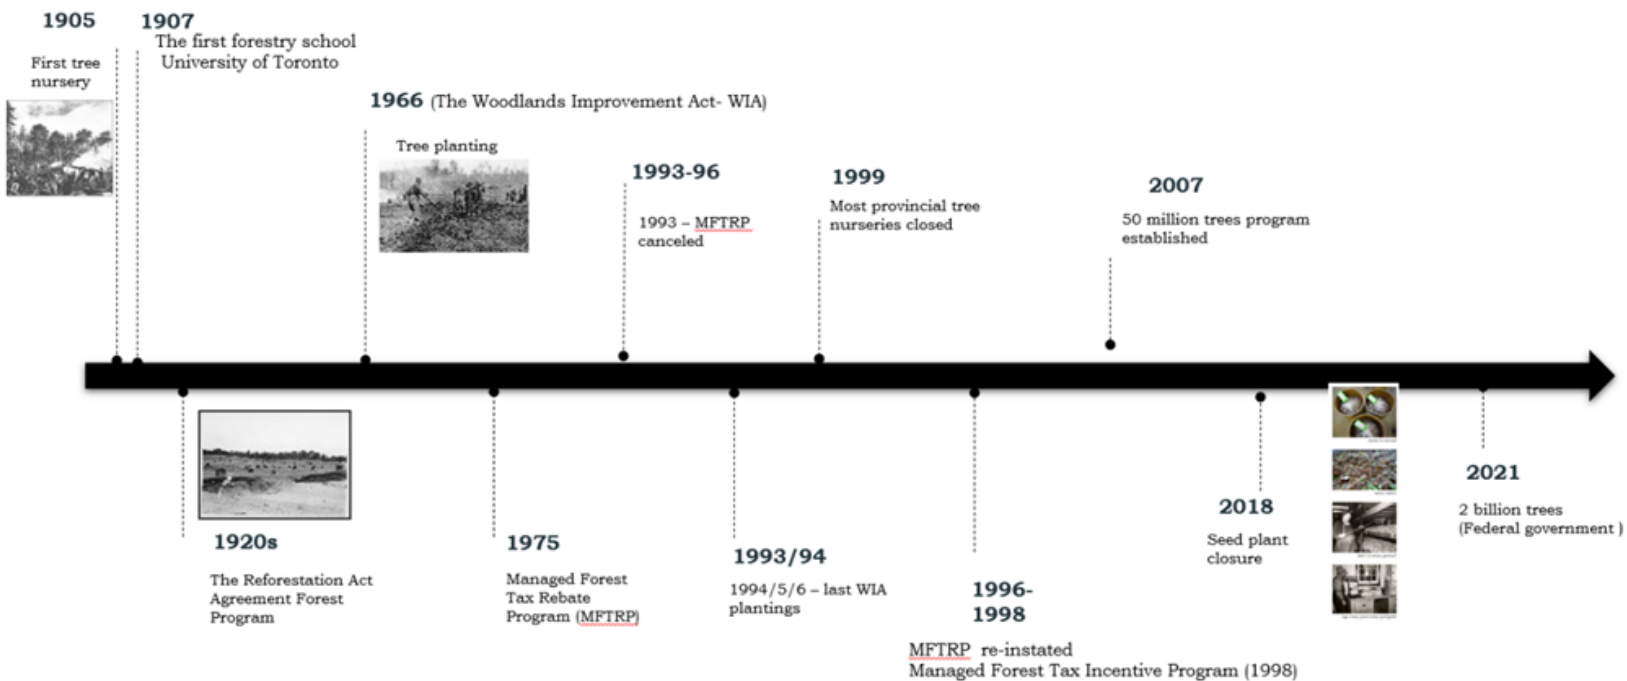 1905
First tree
nursery
1907
The first forestry school
University of Toronto
1966 (The Woodlands Improvement Act- WIA)
Tree planting
1993-96
1993 – MFTRP
canceled
1999
Most provincial tree
nurseries closed
2007
50 million trees program
established
1920s
The Reforestation Act
Agreement Forest
Program
1975
Managed Forest
Tax Rebate
Program (MFTRP)
1993/94
1994/5/6 – last WIA
plantings
1996-
1998
MFTRP re-instated
Managed Forest Tax Incentive Program (1998)
2018
Seed plant
closure
2021
2 billion trees
(Federal government )